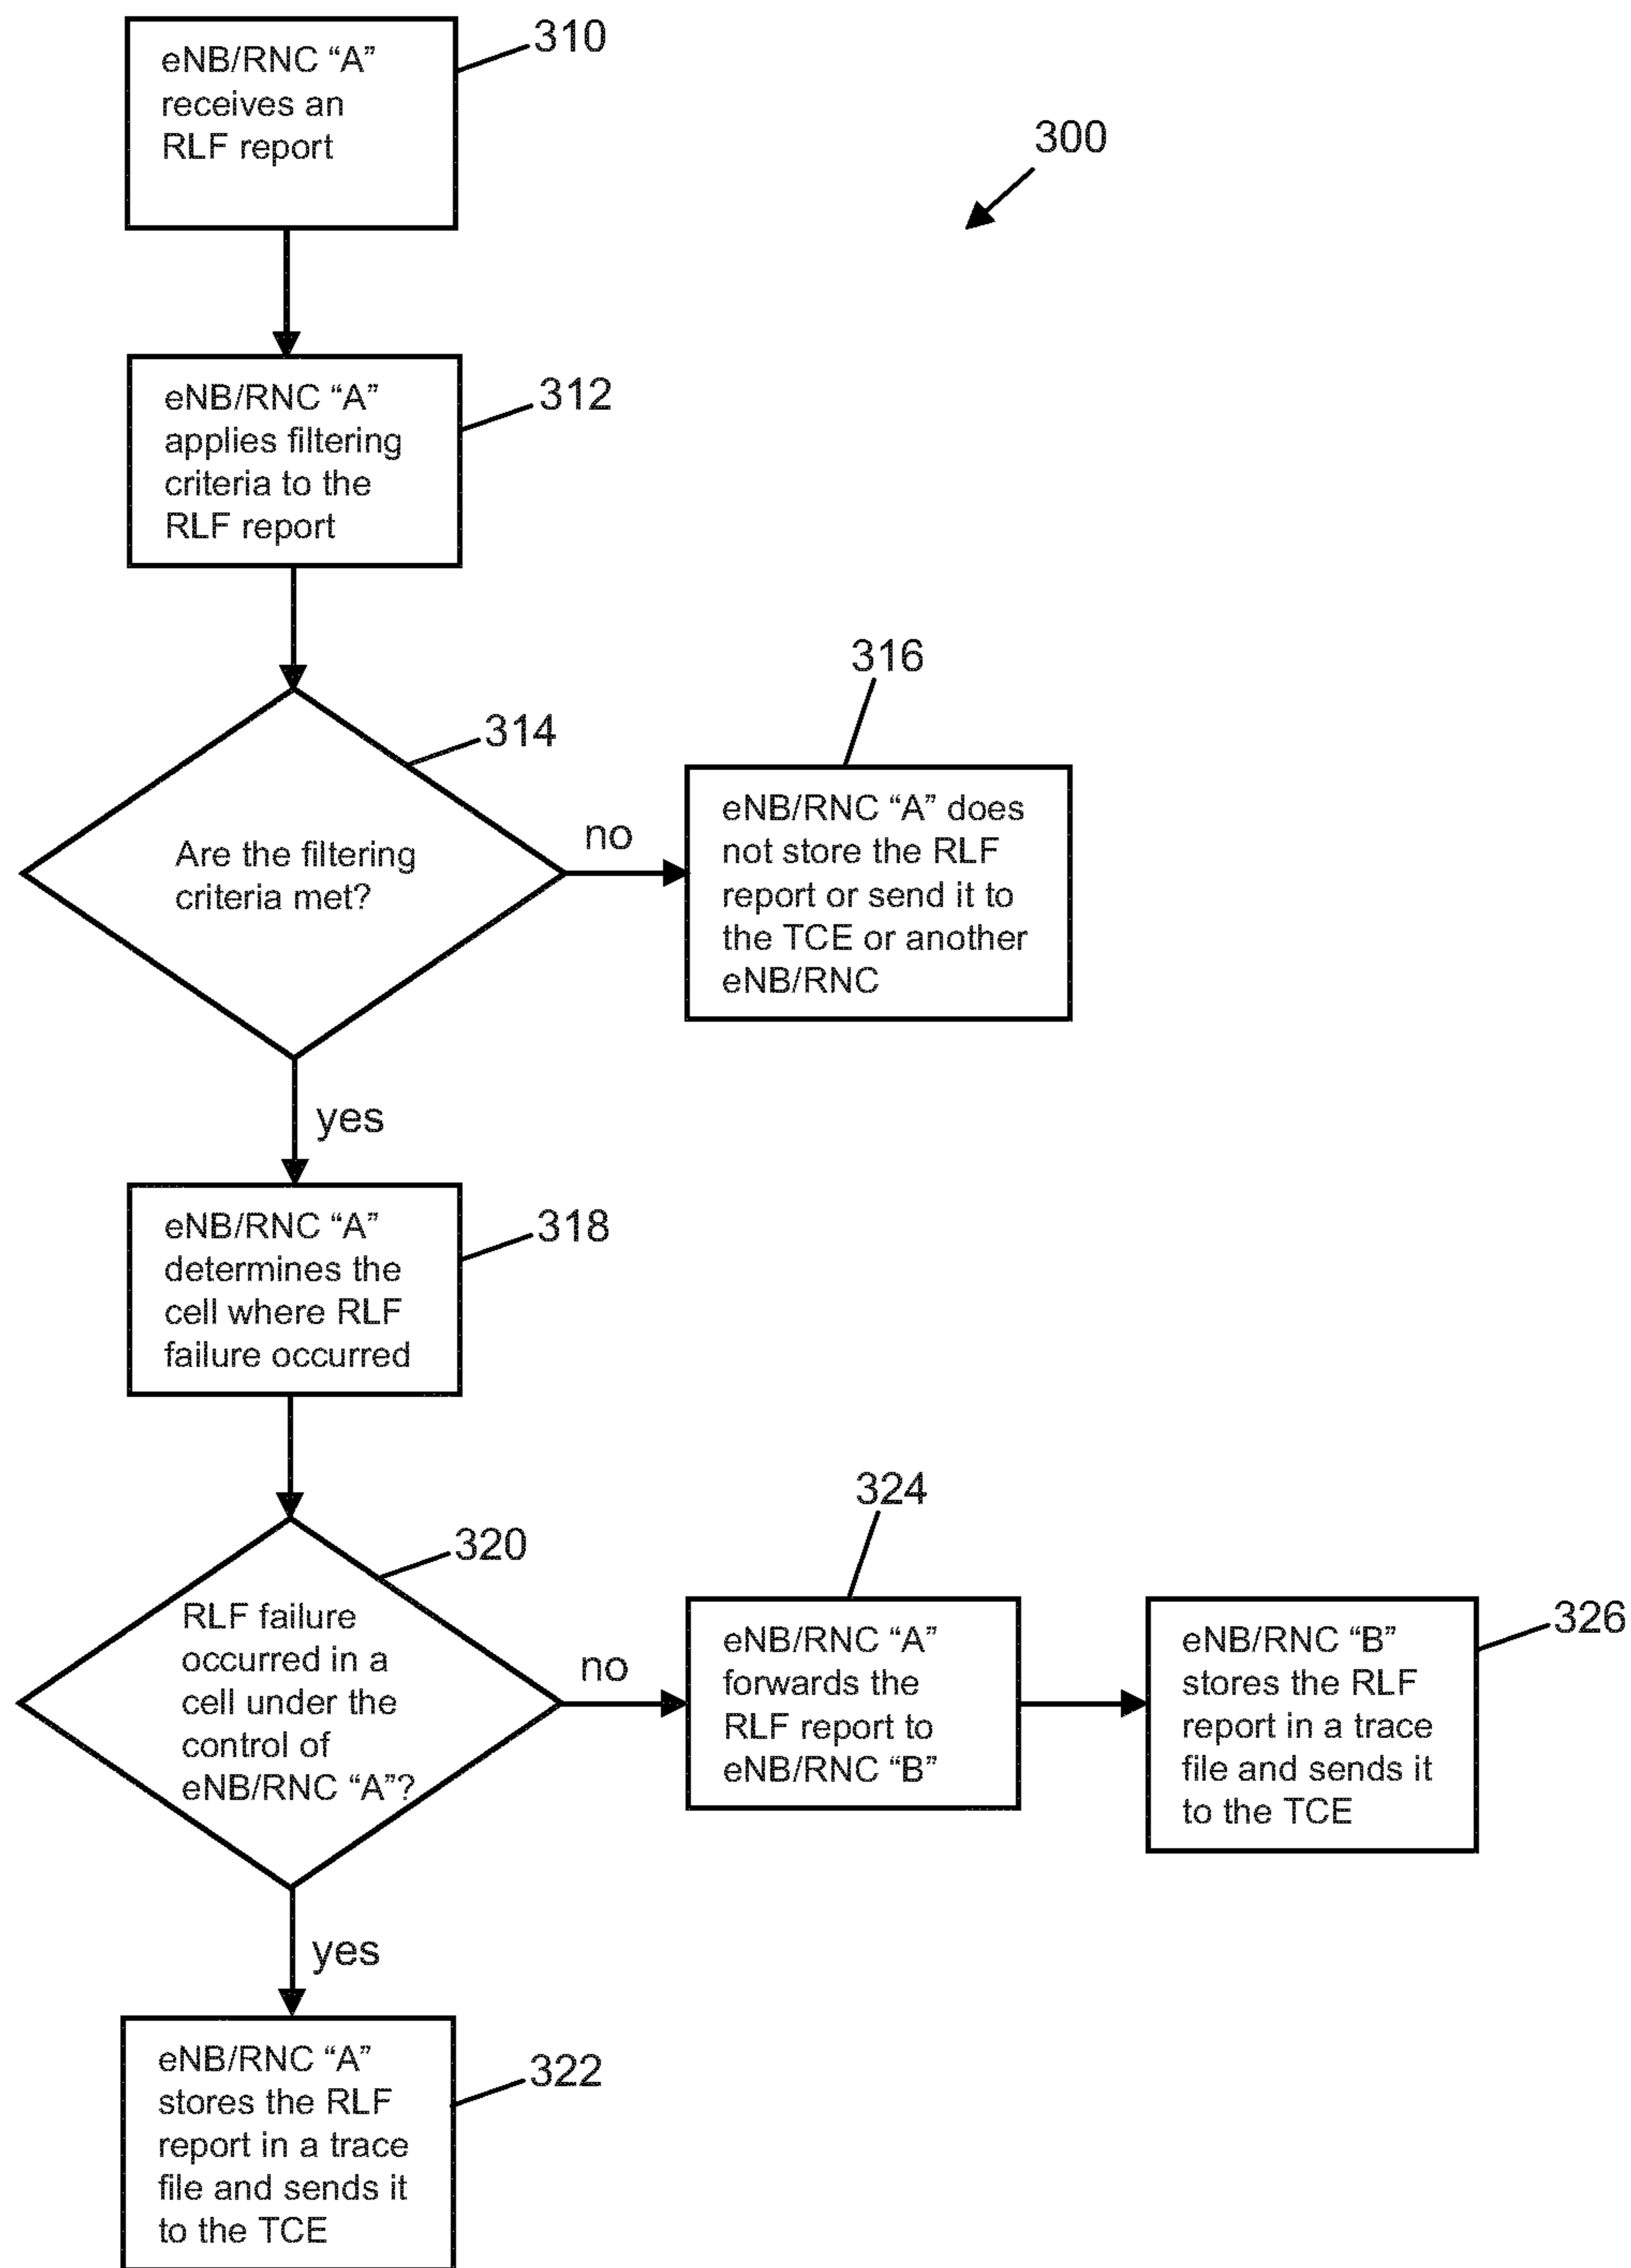 eNB/RNC “A”
receives an
RLF report
310
300
eNB/RNC “A”
applies filtering
criteria to the
RLF report
312
314
Are the filtering
criteria met?
no
316
eNB/RNC “A” does
not store the RLF
report or send it to
the TCE or another
eNB/RNC
yes
eNB/RNC “A”
determines the
cell where RLF
failure occurred
318
320
RLF failure
occurred in a
cell under the
control of
eNB/RNC “A”?
no
324
eNB/RNC “A”
forwards the
RLF report to
eNB/RNC “B”
326
eNB/RNC “B”
stores the RLF
report in a trace
file and sends it
to the TCE
yes
eNB/RNC “A”
stores the RLF
report in a trace
file and sends it
to the TCE
322